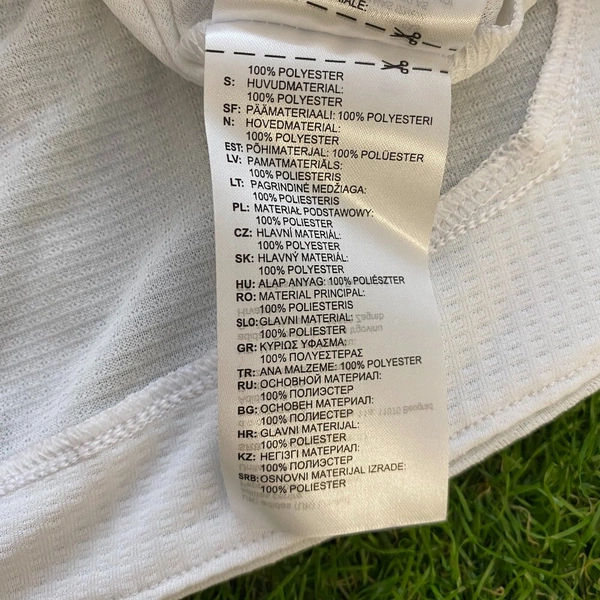 100% POLYESTER
S: HUVUDMATERIAL:
100% POLYESTER
SF: PÄÄMATERIAALI: 100% POLYESTERI
N: HOVEDMATERIAL:
100% POLYESTER
EST: PÕHIMATERJAL: 100% POLÜESTER
LV: PAMATMATERIĀLS:
100% POLIESTERIS
LT: PAGRINDINĖ MEDŽIAGA:
100% POLIESTERIS
PL: MATERIAŁ PODSTAWOWY:
100% POLIESTER
CZ: HLAVNÍ MATERIÁL:
100% POLYESTER
SK: HLAVNÝ MATERIÁL:
100% POLYESTER
HU: ALAP ANYAG: 100% POLIÉSZTER
RO: MATERIAL PRINCIPAL:
100% POLIESTERIS
SLO: GLAVNI MATERIAL:
100% POLIESTER
GR: ΚΥΡΙΩΣ ΥΦΑΣΜΑ:
100% ΠΟΛΥΕΣΤΕΡΑΣ
TR: ANA MALZEME: 100% POLYESTER
RU: ОСНОВНОЙ МАТЕРИАЛ:
100% ПОЛИЭСТЕР
BG: ОСНОВЕН МАТЕРИАЛ:
100% ПОЛИЕСТЕР
HR: GLAVNI MATERIJAL:
100% POLIESTER
KZ: НЕГІЗГІ МАТЕРИАЛ:
100% ПОЛИЭСТЕР
SRB: OSNOVNI MATERIJAL IZRADE:
100% POLIESTER